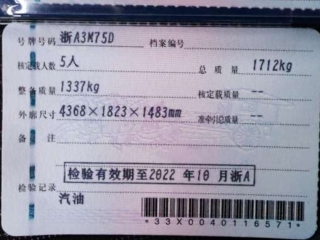 号牌号码 浙A3M75D 档案编号
核定载人数 5人 总质量 1712kg
整备质量 1337kg 核定载质量 --
外廓尺寸 4368×1823×1483mm 准牵引总质量 --
备注
检验有效期至2022年10月浙A
检验记录
汽油
*33X0040116571*